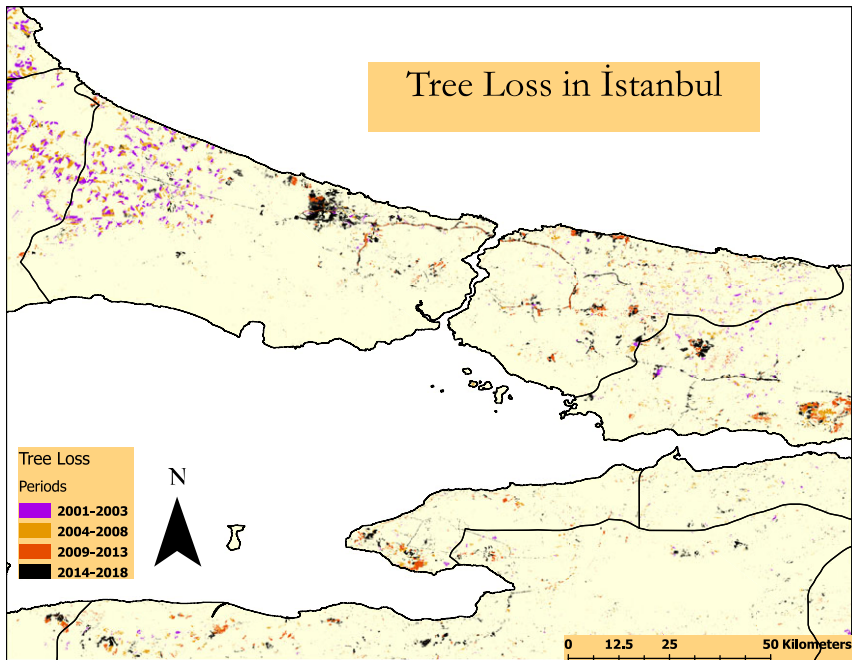 Tree Loss in İstanbul
Tree Loss
Periods
2001-2003
2004-2008
2009-2013
2014-2018
N
0 12.5 25 50 Kilometers